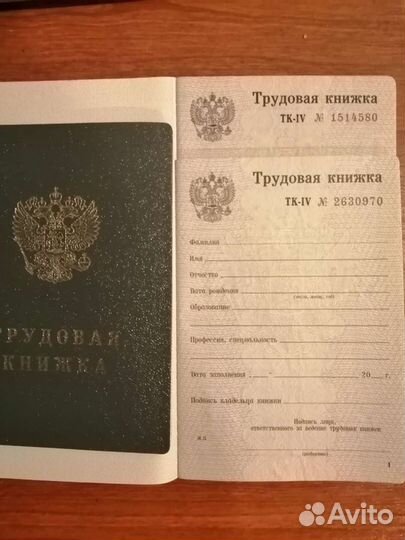 ТРУДОВАЯ
КНИЖКА
Трудовая книжка
ТК-IV № 1514580
Трудовая книжка
ТК-IV № 2630970
Фамилия
Имя
Отчество
Дата рождения
(число, месяц, год)
Образование
Профессия, специальность
Дата заполнения 20 г.
Подпись владельца книжки
Подпись лица,
ответственного за ведение трудовых книжек
М.П.
(разборчиво)
1
Avito